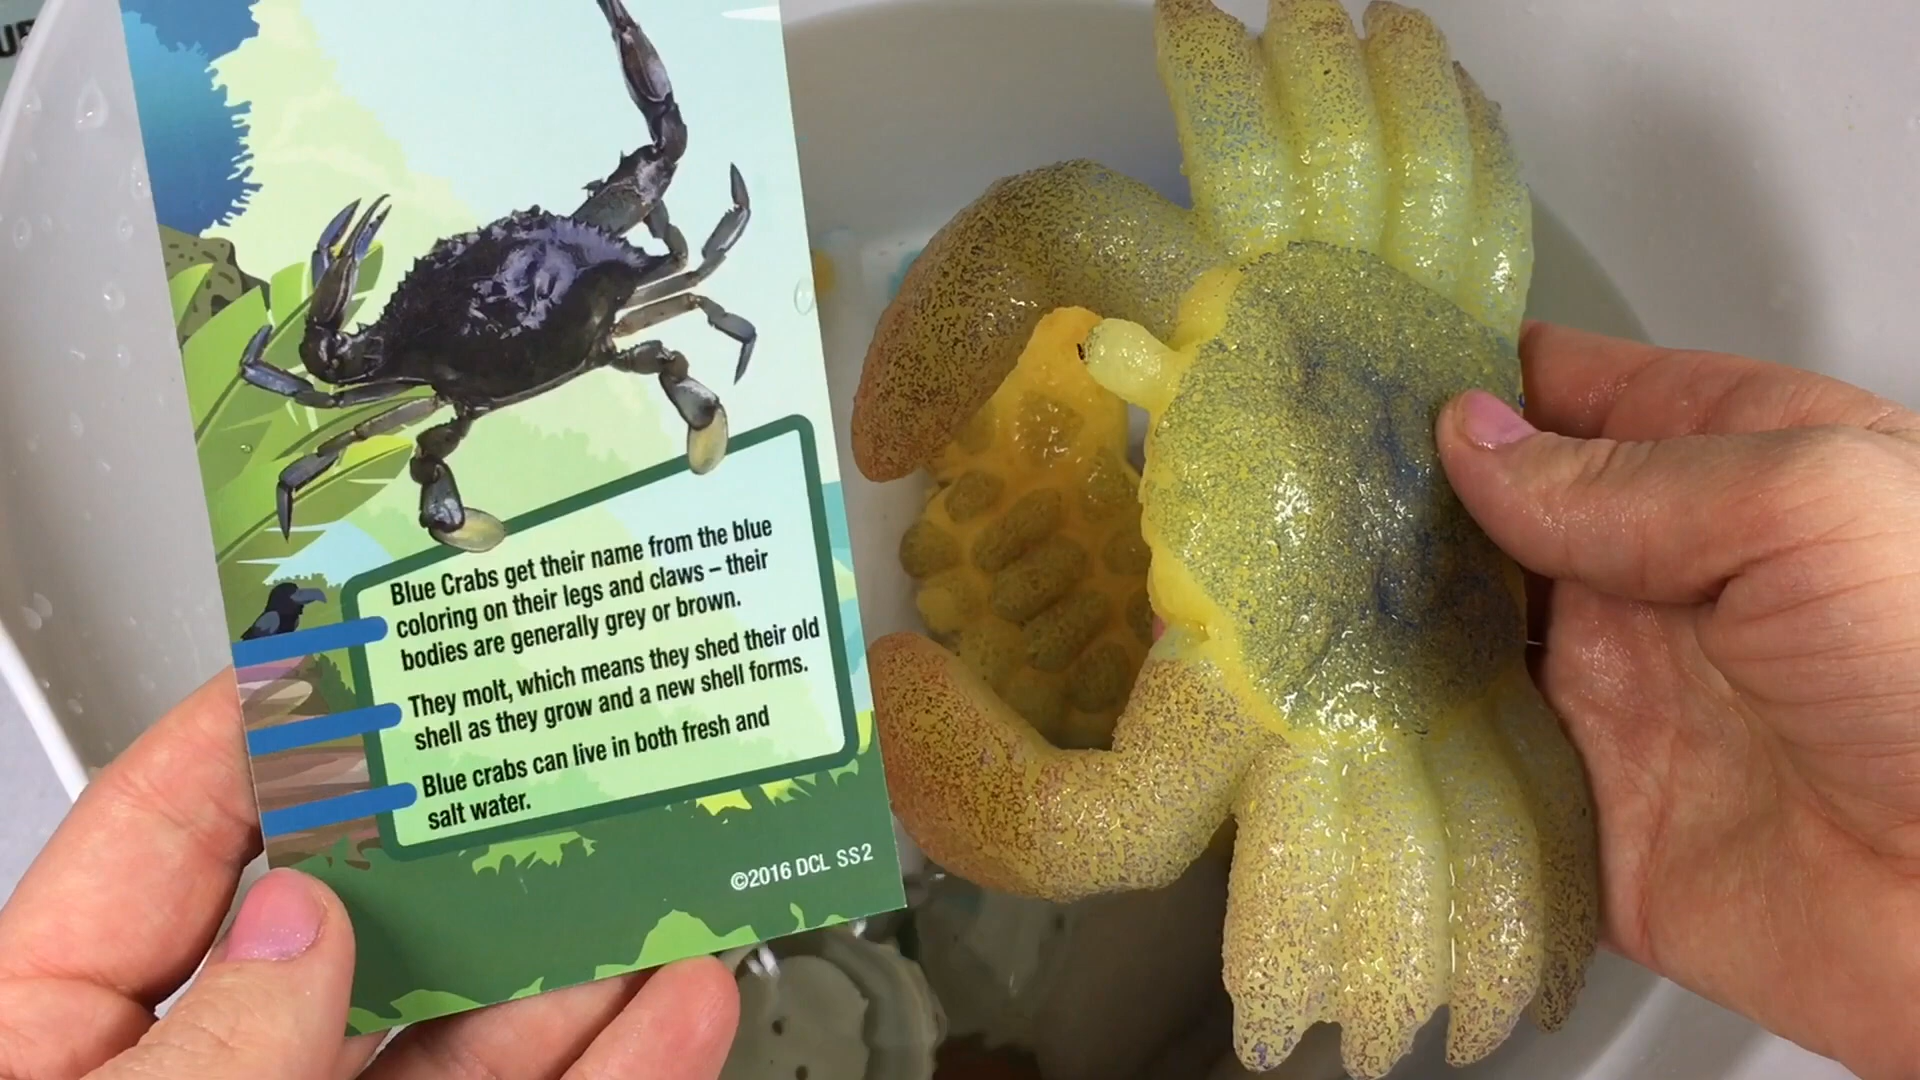 Blue Crabs get their name from the blue
coloring on their legs and claws – their
bodies are generally grey or brown.
They molt, which means they shed their old
shell as they grow and a new shell forms.
Blue crabs can live in both fresh and
salt water.
©2016 DCL SS2